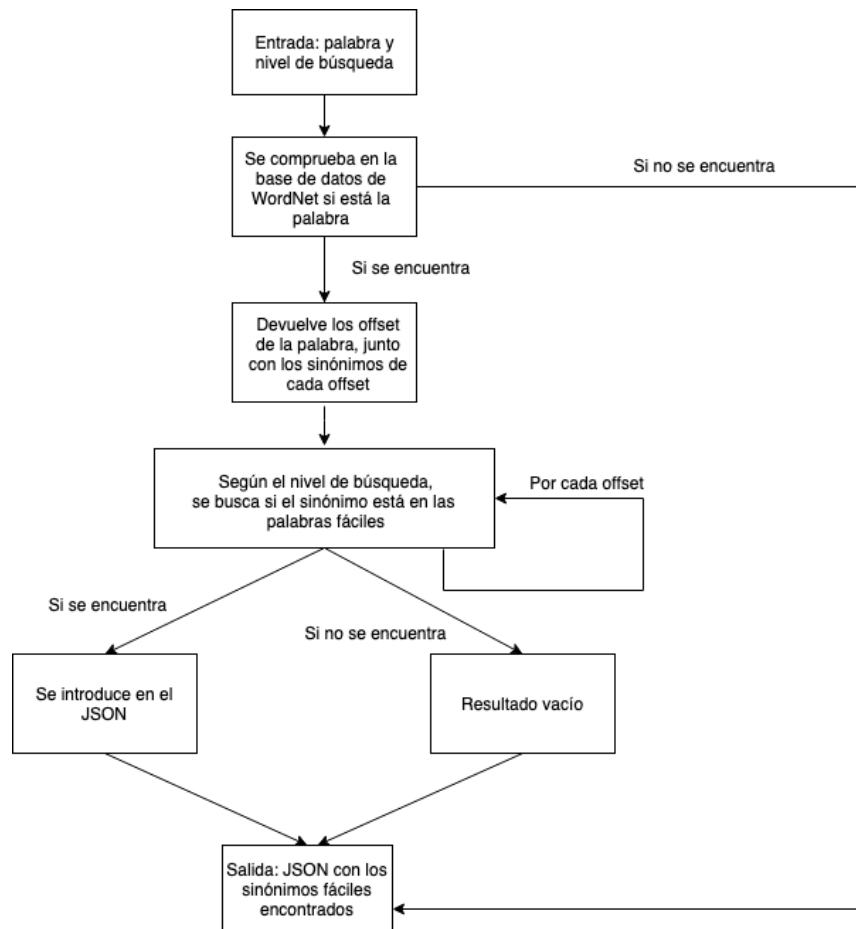 Entrada: palabra y
nivel de búsqueda
Se comprueba en la
base de datos de
WordNet si está la
palabra
Si no se encuentra
Si se encuentra
Devuelve los offset
de la palabra, junto
con los sinónimos de
cada offset
Según el nivel de búsqueda,
se busca si el sinónimo está en las
palabras fáciles
Por cada offset
Si se encuentra
Si no se encuentra
Se introduce en el
JSON
Resultado vacío
Salida: JSON con los
sinónimos fáciles
encontrados